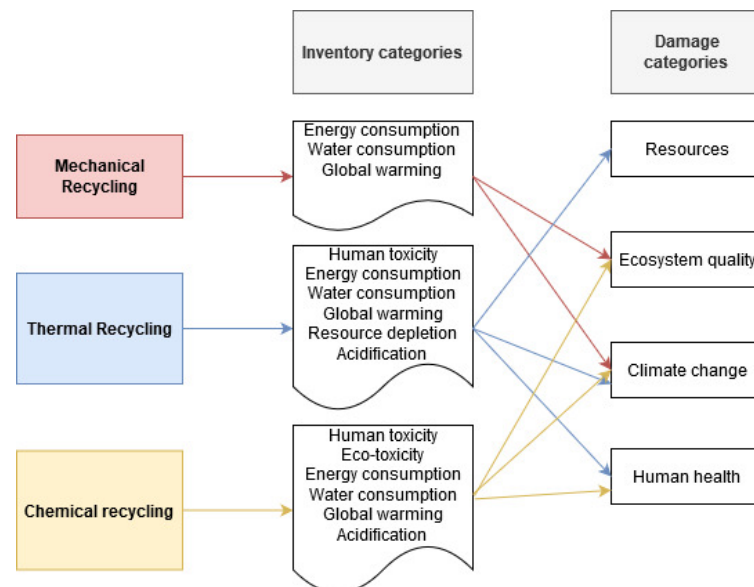 Inventory categories
Damage
categories
Mechanical
Recycling
Energy consumption
Water consumption
Global warming
Resources
Ecosystem quality
Thermal Recycling
Human toxicity
Energy consumption
Water consumption
Global warming
Resource depletion
Acidification
Climate change
Human health
Chemical recycling
Human toxicity
Eco-toxicity
Energy consumption
Water consumption
Global warming
Acidification